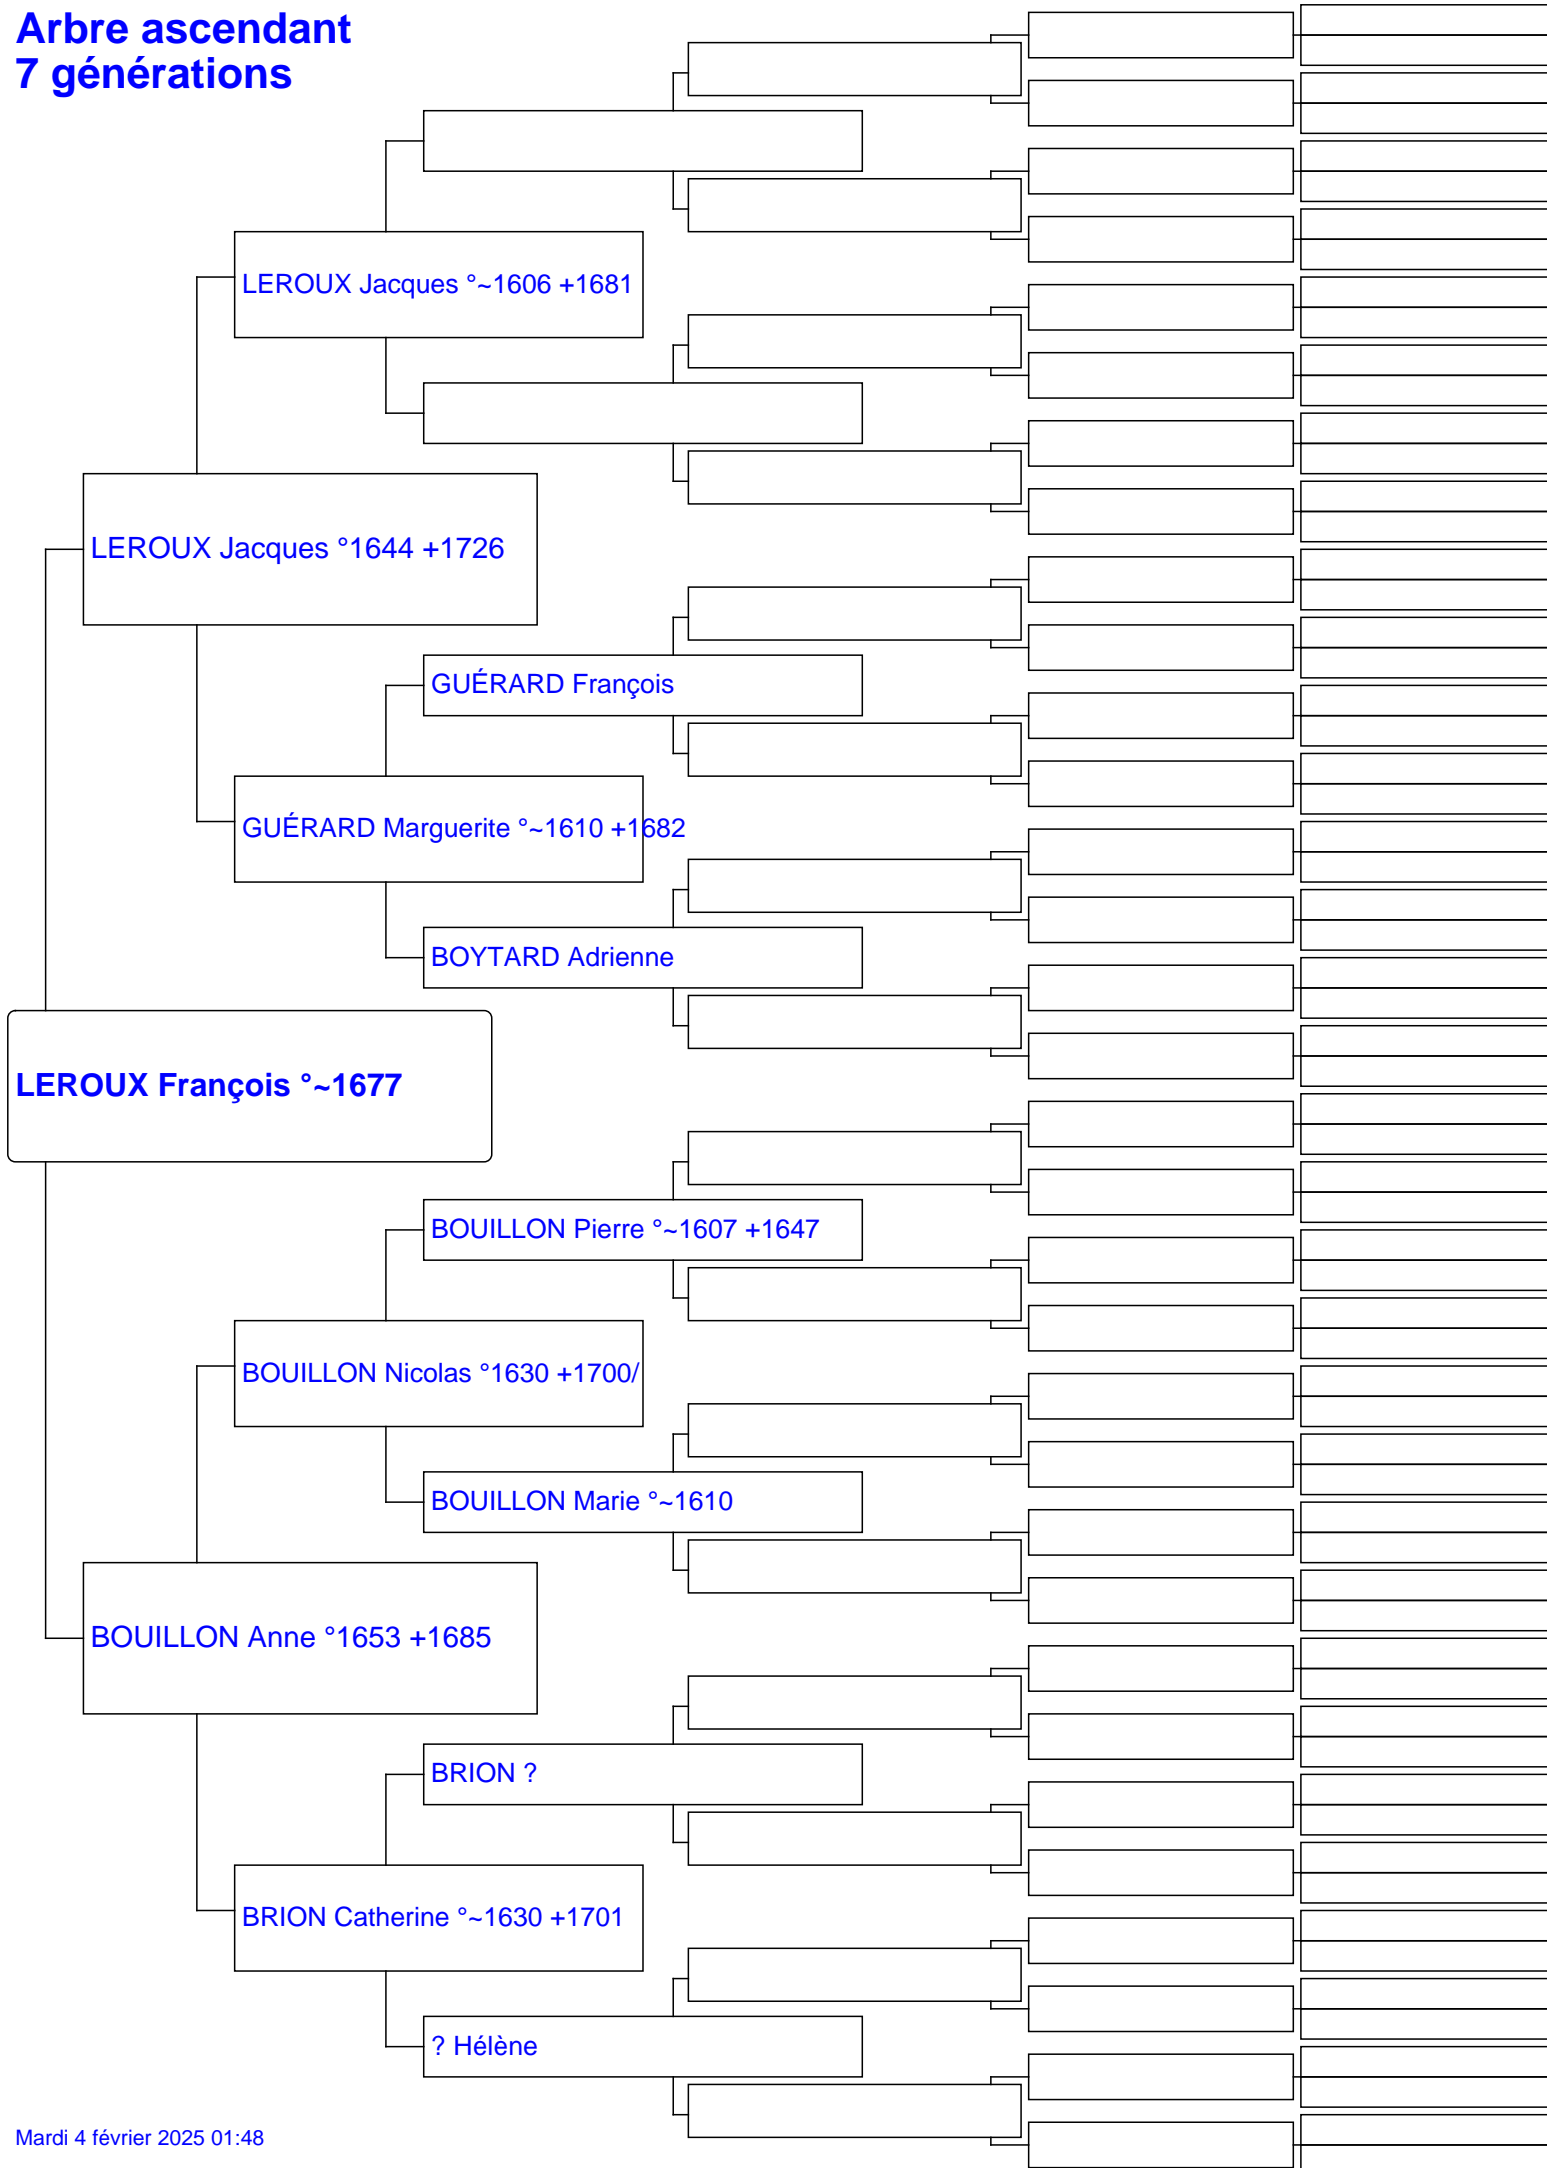 Arbre ascendant
7 générations
LEROUX Jacques °~1606 +1681
LEROUX Jacques °1644 +1726
GUÉRARD François
GUÉRARD Marguerite °~1610 +1682
BOYTARD Adrienne
LEROUX François °~1677
BOUILLON Pierre °~1607 +1647
BOUILLON Nicolas °1630 +1700/
BOUILLON Marie °~1610
BOUILLON Anne °1653 +1685
BRION ?
BRION Catherine °~1630 +1701
? Hélène
Mardi 4 février 2025 01:48